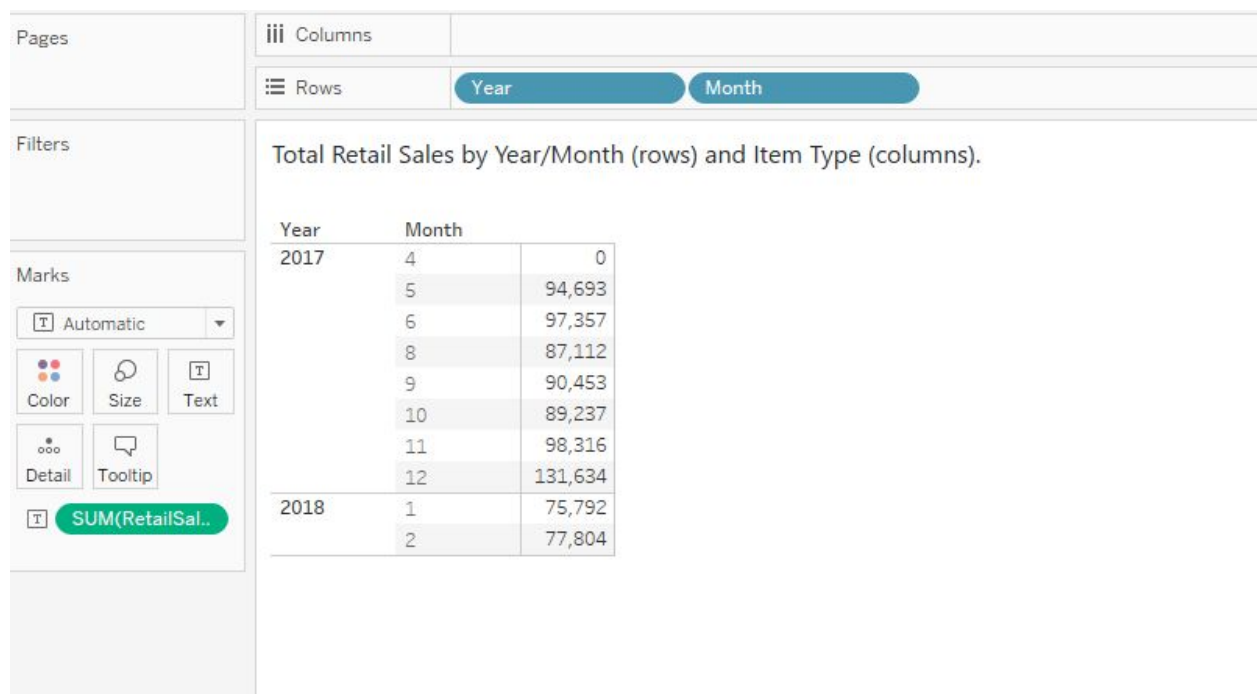 Pages
Columns
Rows Year Month
Filters
Total Retail Sales by Year/Month (rows) and Item Type (columns).
Year Month
2017 4 0
5 94,693
6 97,357
8 87,112
9 90,453
10 89,237
11 98,316
12 131,634
2018 1 75,792
2 77,804
Marks
T Automatic
T
Color Size Text
Detail Tooltip
T SUM(RetailSal..